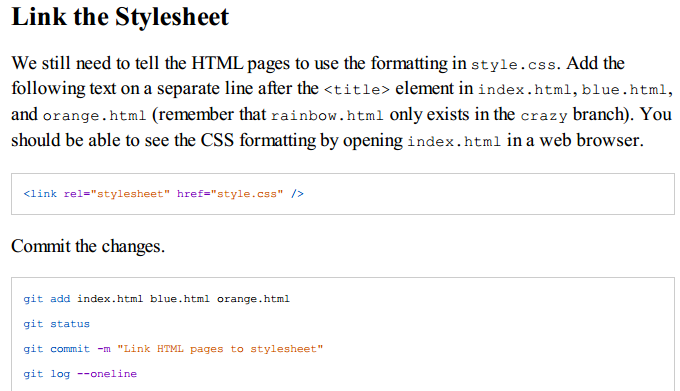 Link the Stylesheet
We still need to tell the HTML pages to use the formatting in style.css. Add the
following text on a separate line after the <title> element in index.html, blue.html,
and orange.html (remember that rainbow.html only exists in the crazy branch). You
should be able to see the CSS formatting by opening index.html in a web browser.
<link rel="stylesheet" href="style.css" />
Commit the changes.
git add index.html blue.html orange.html
git status
git commit -m "Link HTML pages to stylesheet"
git log --oneline